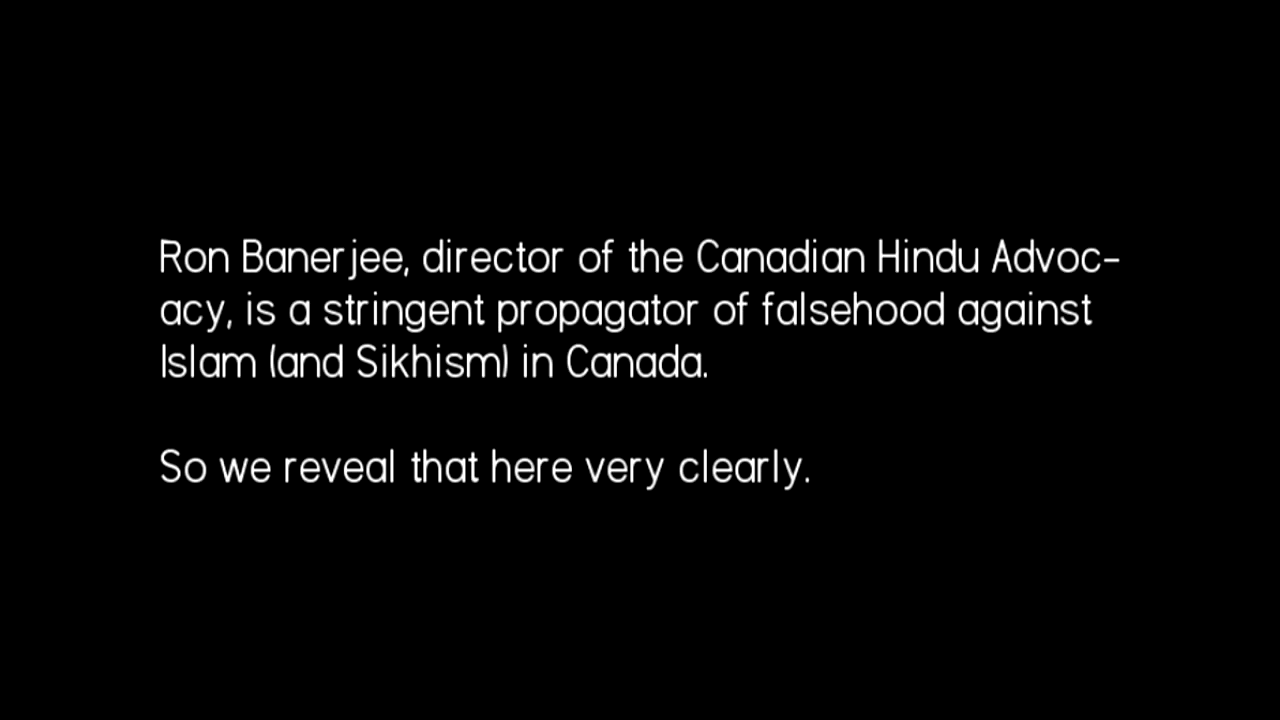 Ron Banerjee, director of the Canadian Hindu Advoc-
acy, is a stringent propagator of falsehood against
Islam (and Sikhism) in Canada.
So we reveal that here very clearly.